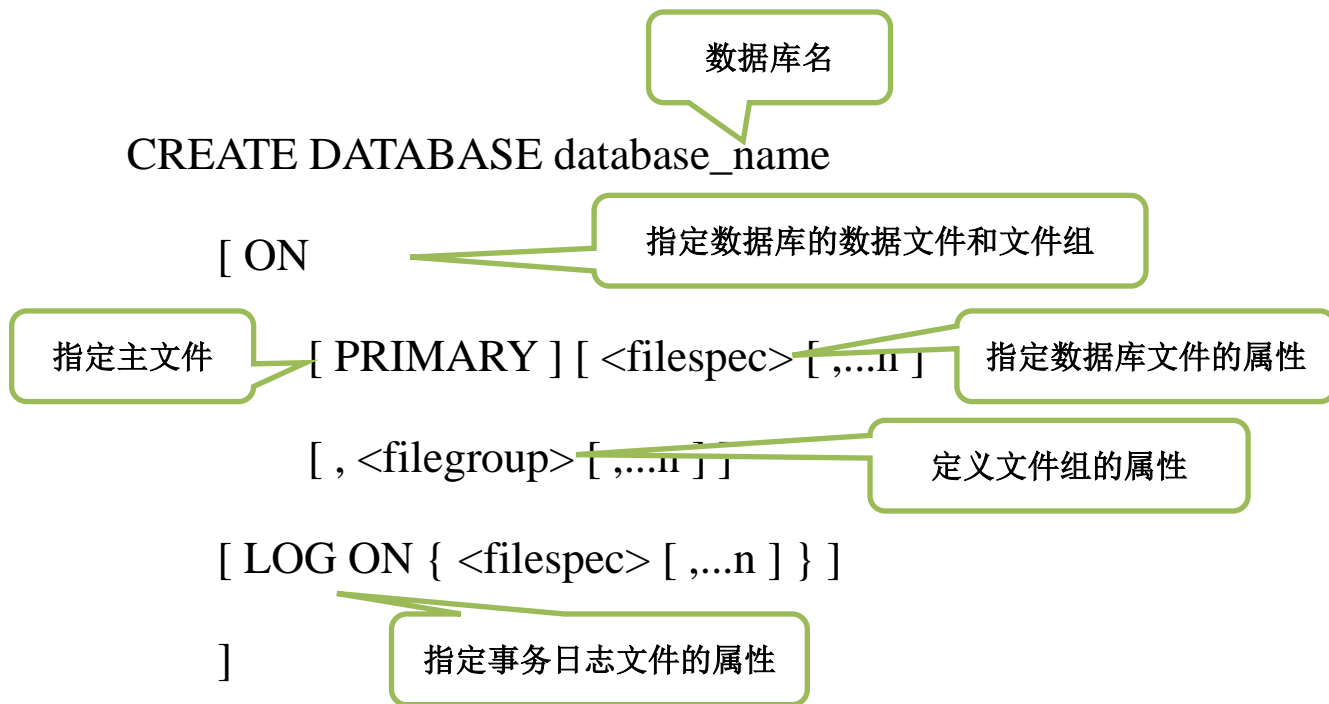 数据库名
CREATE DATABASE database_name
[ ON
指定数据库的数据文件和文件组
指定主文件
[ PRIMARY ] [ <filespec> [ ,...n ]
指定数据库文件的属性
[ , <filegroup> [ ,...n ] ]
定义文件组的属性
[ LOG ON { <filespec> [ ,...n ] } ]
]
指定事务日志文件的属性